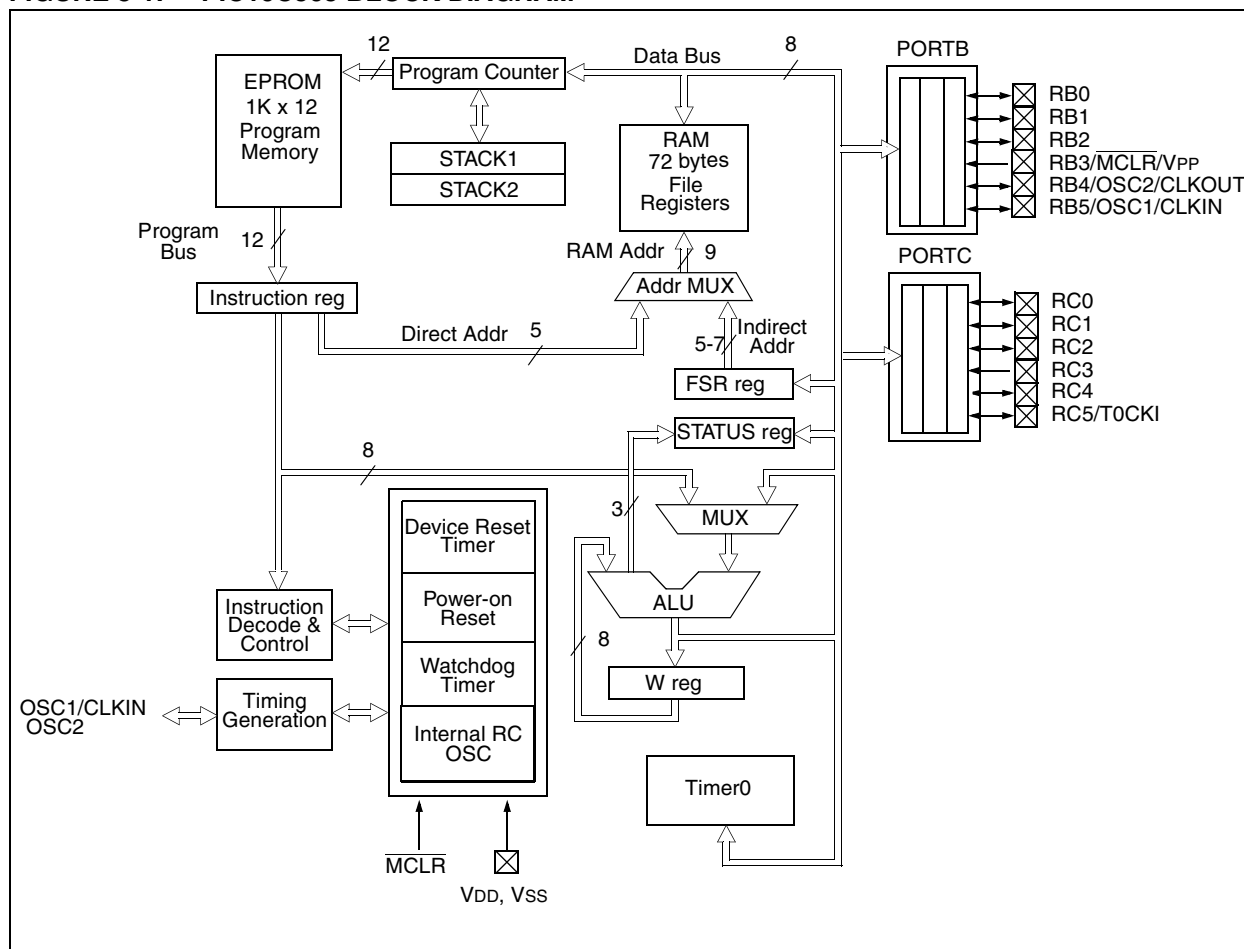 12
Program Counter
Data Bus
8
PORTB
EPROM
1K x 12
Program
Memory
STACK1
STACK2
RAM
72 bytes
File
Registers
RB0
RB1
RB2
RB3/MCLR/VPP
RB4/OSC2/CLKOUT
RB5/OSC1/CLKIN
Program
Bus
12
RAM Addr
9
PORTC
Instruction reg
Addr MUX
Direct Addr
5
5-7
Indirect
Addr
RC0
RC1
RC2
RC3
RC4
RC5/T0CKI
FSR reg
STATUS reg
8
3
MUX
Device Reset
Timer
Power-on
Reset
Watchdog
Timer
Internal RC
OSC
ALU
Instruction
Decode &
Control
8
W reg
OSC1/CLKIN
OSC2
Timing
Generation
Timer0
MCLR
VDD, VSS